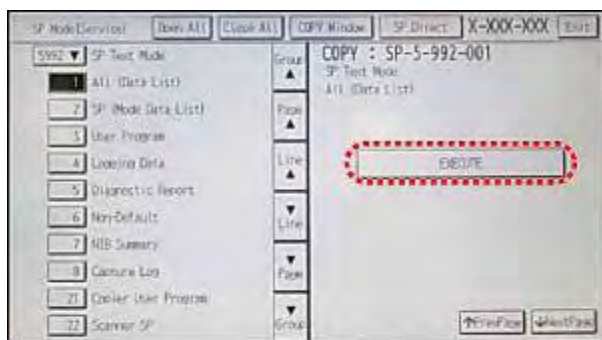 SP Mode(Service) Open All Close All COPY Window SP Direct X-XXX-XXX Exit
5992 ▼ SP Text Mode
1 All (Data List)
2 SP (Mode Data List)
3 User Program
4 Logging Data
5 Diagnostic Report
6 Non-Default
7 NIB Summary
8 Capture Log
21 Copier User Program
22 Scanner SP
Group ▲
Page ▲
Line ▲
▼ Line
▼ Page
▼ Group
COPY : SP-5-992-001
SP Text Mode
All (Data List)
EXECUTE
↑PrevPage ↓NextPage